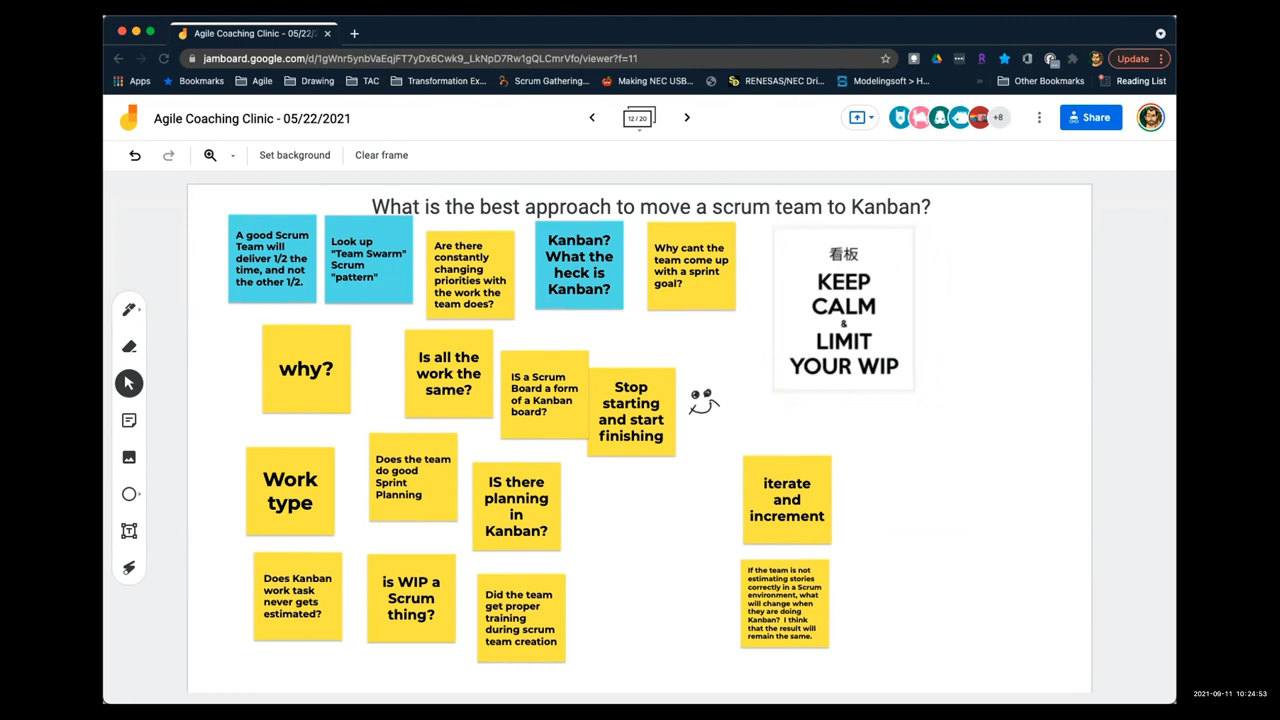 Agile Coaching Clinic - 05/22/
jamboard.google.com/d/1gWnr5ynbVaEqjFT7yDx6Cwk9_LkNpD7Rw1gQLCmrVfo/viewer?f=11
Update
Apps
Bookmarks
Agile
Drawing
TAC
Transformation Ex...
Scrum Gathering...
Making NEC USB...
RENESAS/NEC Dri...
Modelingsoft > H...
»
Other Bookmarks
Reading List
Agile Coaching Clinic - 05/22/2021
12 / 20
+8
Share
Set background
Clear frame
What is the best approach to move a scrum team to Kanban?
A good Scrum
Team will
deliver 1/2 the
time, and not
the other 1/2.
Look up
"Team Swarm"
Scrum
"pattern"
Are there
constantly
changing
priorities with
the work the
team does?
Kanban?
What the
heck is
Kanban?
Why cant the
team come up
with a sprint
goal?
看板
KEEP
CALM
&
LIMIT
YOUR WIP
why?
Is all the
work the
same?
IS a Scrum
Board a form
of a Kanban
board?
Stop
starting
and start
finishing
Work
type
Does the team
do good
Sprint
Planning
IS there
planning
in
Kanban?
iterate
and
increment
Does Kanban
work task
never gets
estimated?
is WIP a
Scrum
thing?
Did the team
get proper
training
during scrum
team creation
If the team is not
estimating stories
correctly in a Scrum
environment, what
will change when
they are doing
Kanban? I think
that the result will
remain the same.
2021-09-11 10:24:53